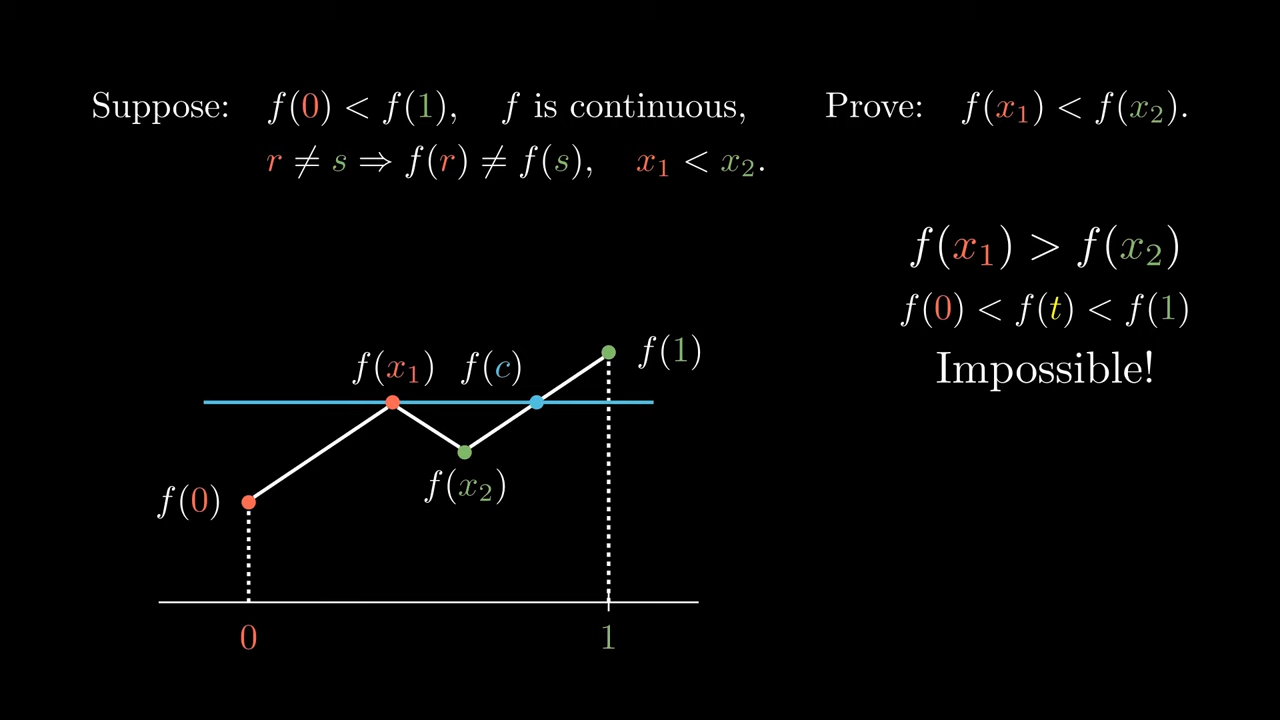 Suppose: f(0) < f(1), f is continuous, Prove: f(x₁) < f(x₂).
r ≠ s ⇒ f(r) ≠ f(s), x₁ < x₂.
f(x₁) > f(x₂)
f(0) < f(t) < f(1)
Impossible!
f(1)
f(x₁) f(c)
f(x₂)
f(0)
0 1